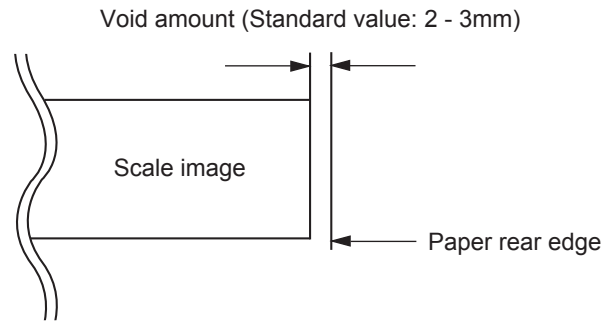 Void amount (Standard value: 2 - 3mm)
Scale image
Paper rear edge